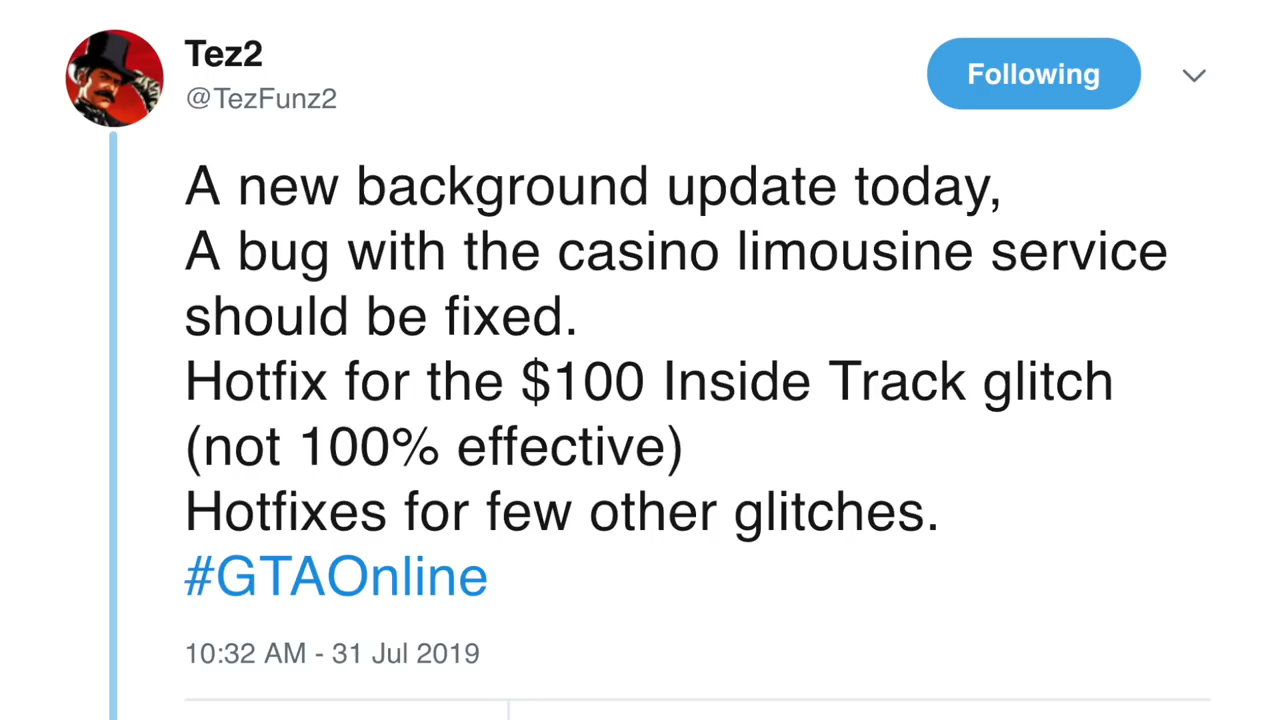 Tez2
@TezFunz2
Following
A new background update today,
A bug with the casino limousine service
should be fixed.
Hotfix for the $100 Inside Track glitch
(not 100% effective)
Hotfixes for few other glitches.
#GTAOnline
10:32 AM - 31 Jul 2019